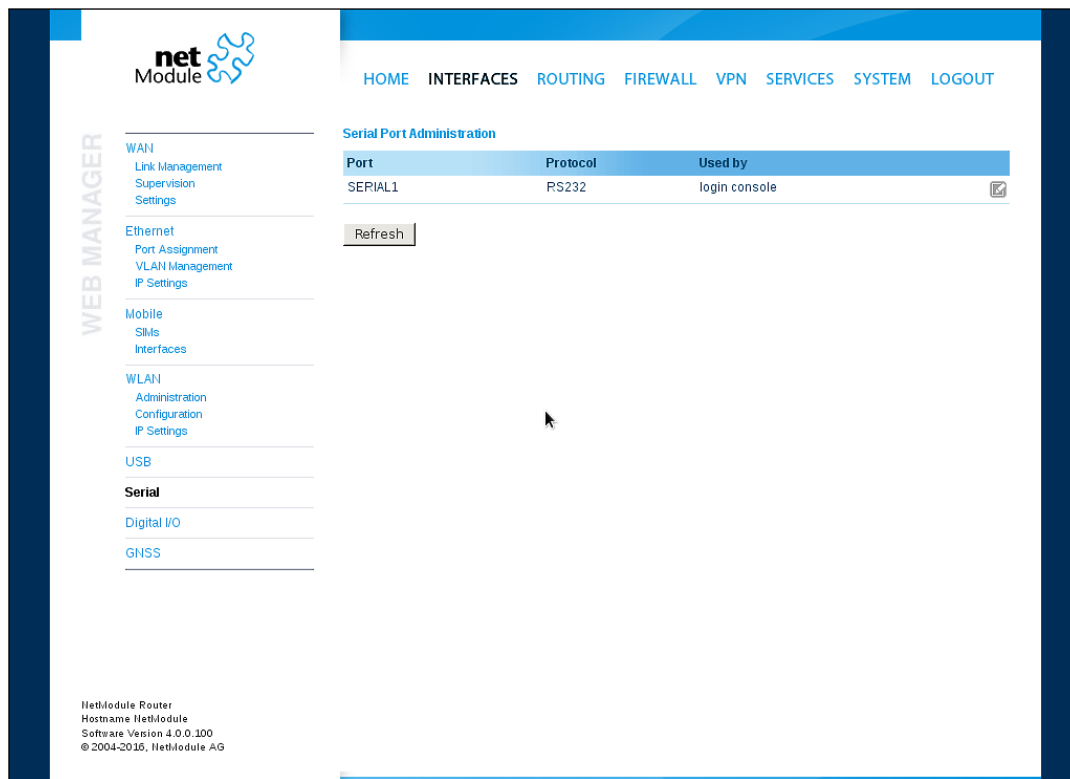 net
Module
HOME INTERFACES ROUTING FIREWALL VPN SERVICES SYSTEM LOGOUT
WEB MANAGER
WAN
Link Management
Supervision
Settings
Ethernet
Port Assignment
VLAN Management
IP Settings
Mobile
SIMs
Interfaces
WLAN
Administration
Configuration
IP Settings
USB
Serial
Digital I/O
GNSS
Serial Port Administration
Port Protocol Used by
SERIAL1 RS232 login console
Refresh
NetModule Router
Hostname NetModule
Software Version 4.0.0.100
© 2004-2016, NetModule AG